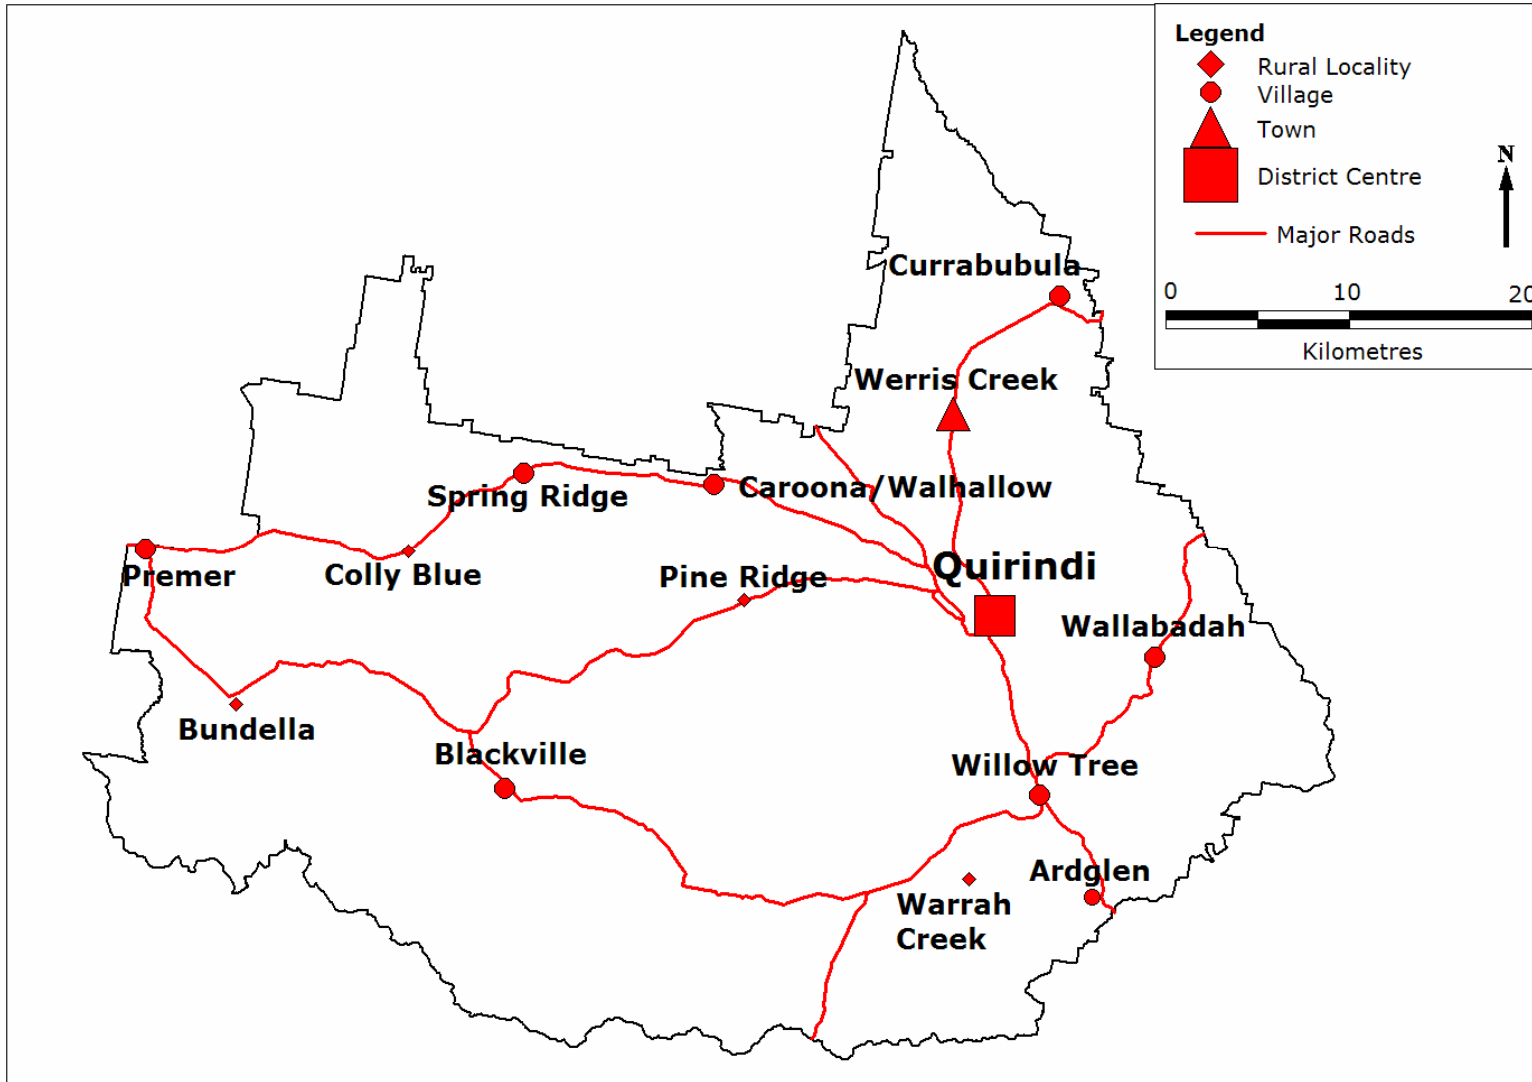 Legend
Rural Locality
Village
Town
District Centre
Major Roads
N
0 10 20
Kilometres
Currabubula
Werris Creek
Spring Ridge
Caroona/Walhallow
Premer
Colly Blue
Pine Ridge
Quirindi
Wallabadah
Bundella
Blackville
Willow Tree
Ardglen
Warrah
Creek